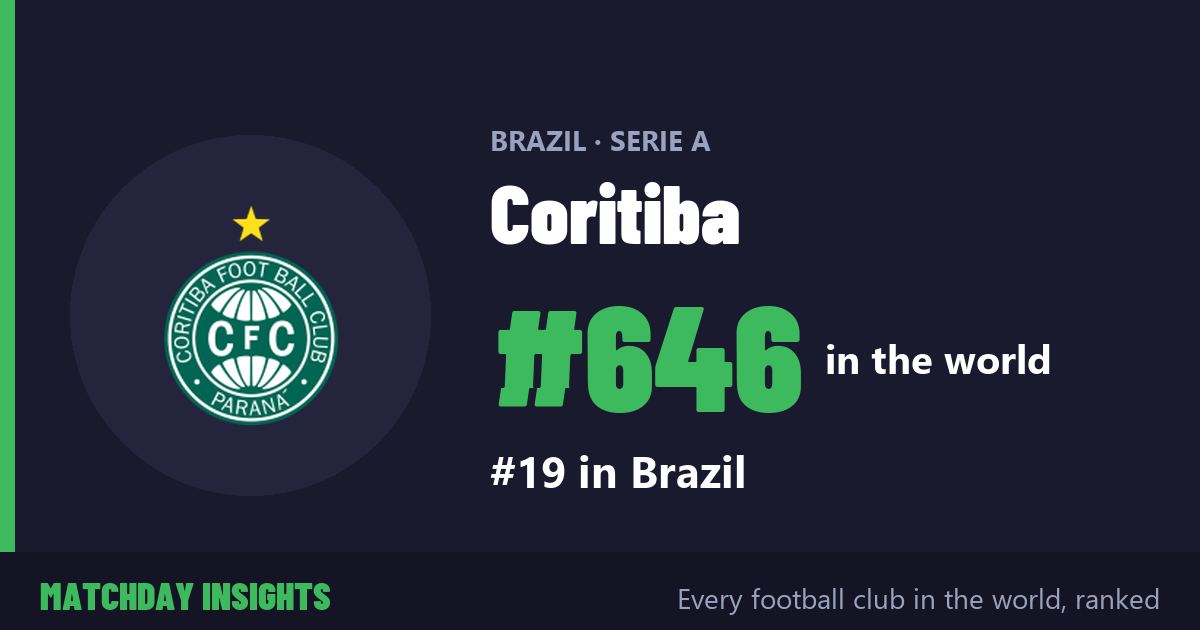 BRAZIL · SERIE A
Coritiba
#646 in the world
#19 in Brazil
CORITIBA FOOT BALL CLUB
CFC
PARANÁ
MATCHDAY INSIGHTS
Every football club in the world, ranked